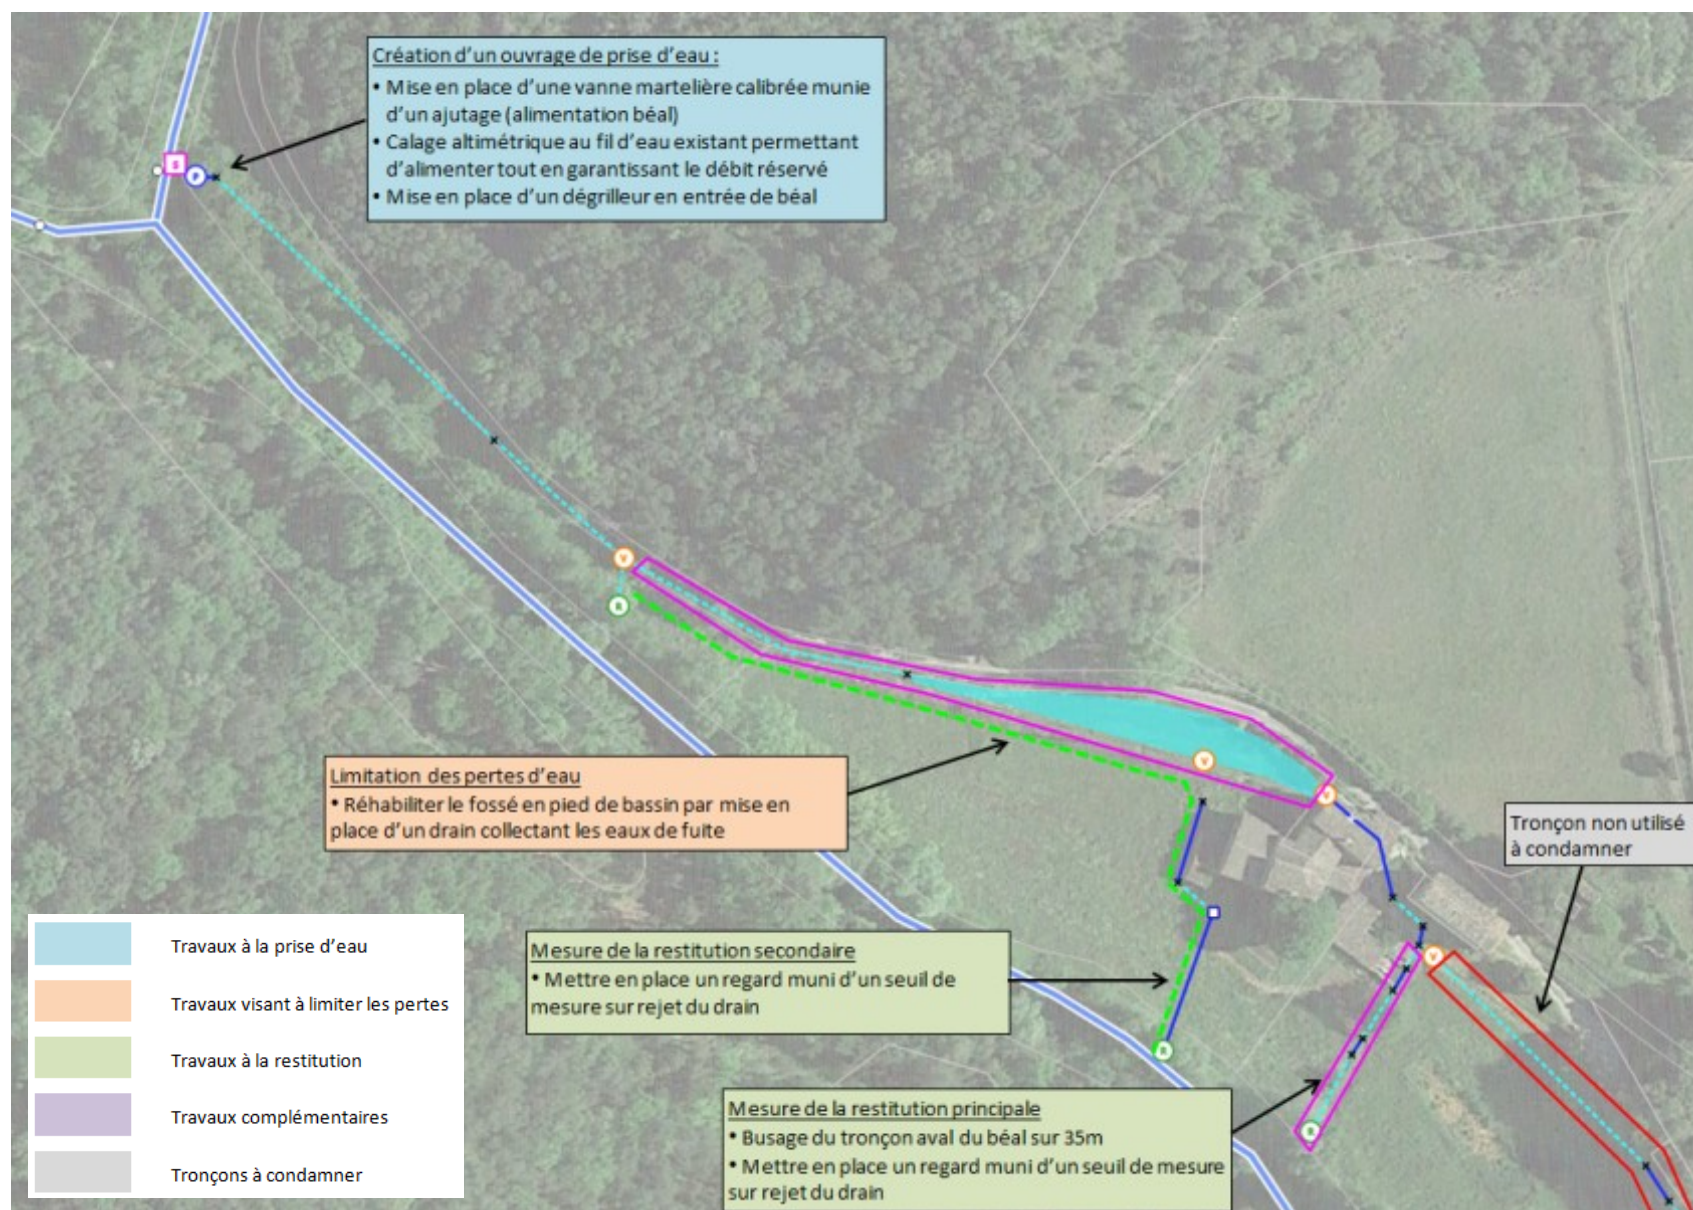 Création d'un ouvrage de prise d'eau :
• Mise en place d'une vanne martelière calibrée munie
d'un ajutage (alimentation béal)
• Calage altimétrique au fil d'eau existant permettant
d'alimenter tout en garantissant le débit réservé
• Mise en place d'un dégrilleur en entrée de béal
S
P
V
R
Limitation des pertes d'eau
• Réhabiliter le fossé en pied de bassin par mise en
place d'un drain collectant les eaux de fuite
V
V
Tronçon non utilisé
à condamner
Mesure de la restitution secondaire
• Mettre en place un regard muni d'un seuil de
mesure sur rejet du drain
V
R
R
Mesure de la restitution principale
• Busage du tronçon aval du béal sur 35m
• Mettre en place un regard muni d'un seuil de mesure
sur rejet du drain
Travaux à la prise d'eau
Travaux visant à limiter les pertes
Travaux à la restitution
Travaux complémentaires
Tronçons à condamner